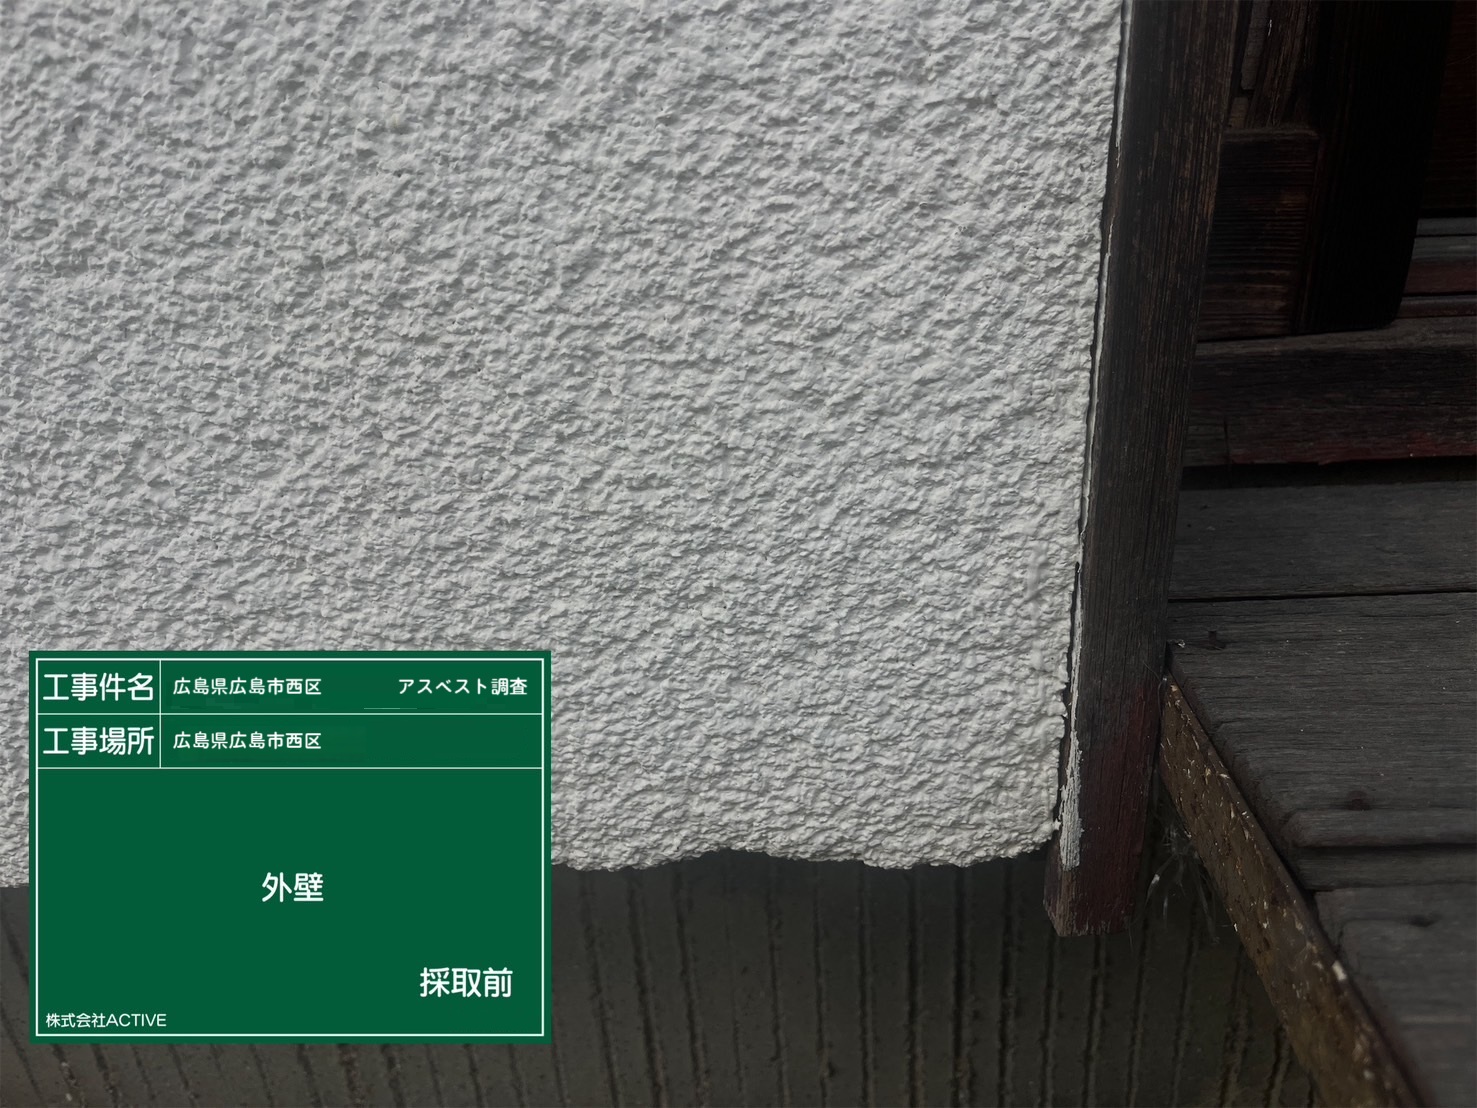 工事件名 広島県広島市西区 アスベスト調査
工事場所 広島県広島市西区
外壁
採取前
株式会社ACTIVE